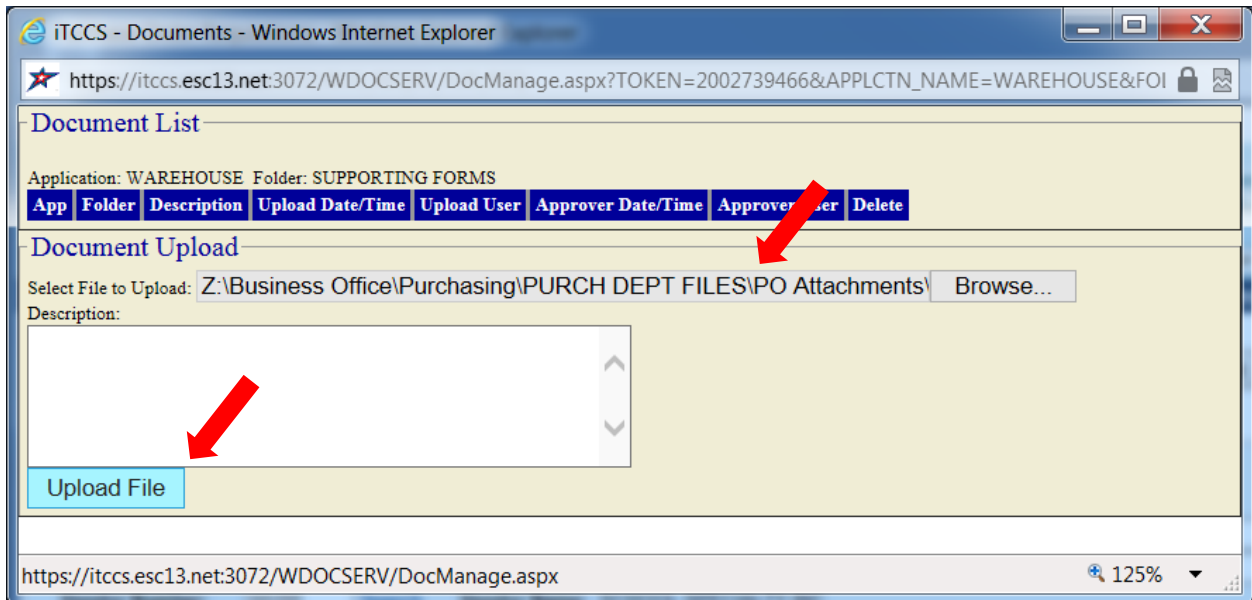 iTCCS - Documents - Windows Internet Explorer
https://itccs.esc13.net:3072/WDOCSERV/DocManage.aspx?TOKEN=2002739466&APPLCTN_NAME=WAREHOUSE&FOI
Document List
Application: WAREHOUSE Folder: SUPPORTING FORMS
App Folder Description Upload Date/Time Upload User Approver Date/Time Approver Delete
Document Upload
Select File to Upload: Z:\Business Office\Purchasing\PURCH DEPT FILES\PO Attachments\ Browse...
Description:
Upload File
https://itccs.esc13.net:3072/WDOCSERV/DocManage.aspx 125%